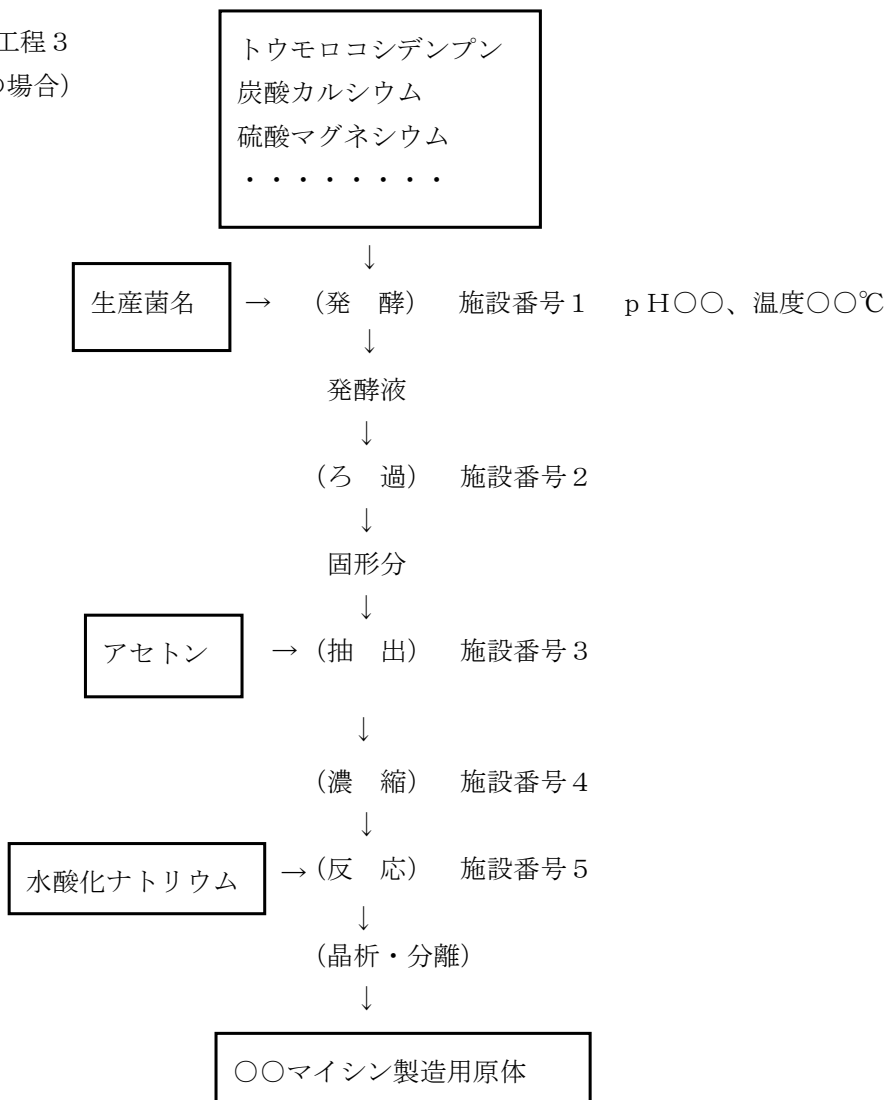 工程３
の場合）
トウモロコシデンプン
炭酸カルシウム
硫酸マグネシウム
・・・・・・・・
↓
生産菌名 → （発　酵）　施設番号１　ｐＨ○○、温度○○℃
↓
発酵液
↓
（ろ　過）　施設番号２
↓
固形分
↓
アセトン → （抽　出）　施設番号３
↓
（濃　縮）　施設番号４
↓
水酸化ナトリウム → （反　応）　施設番号５
↓
（晶析・分離）
↓
○○マイシン製造用原体